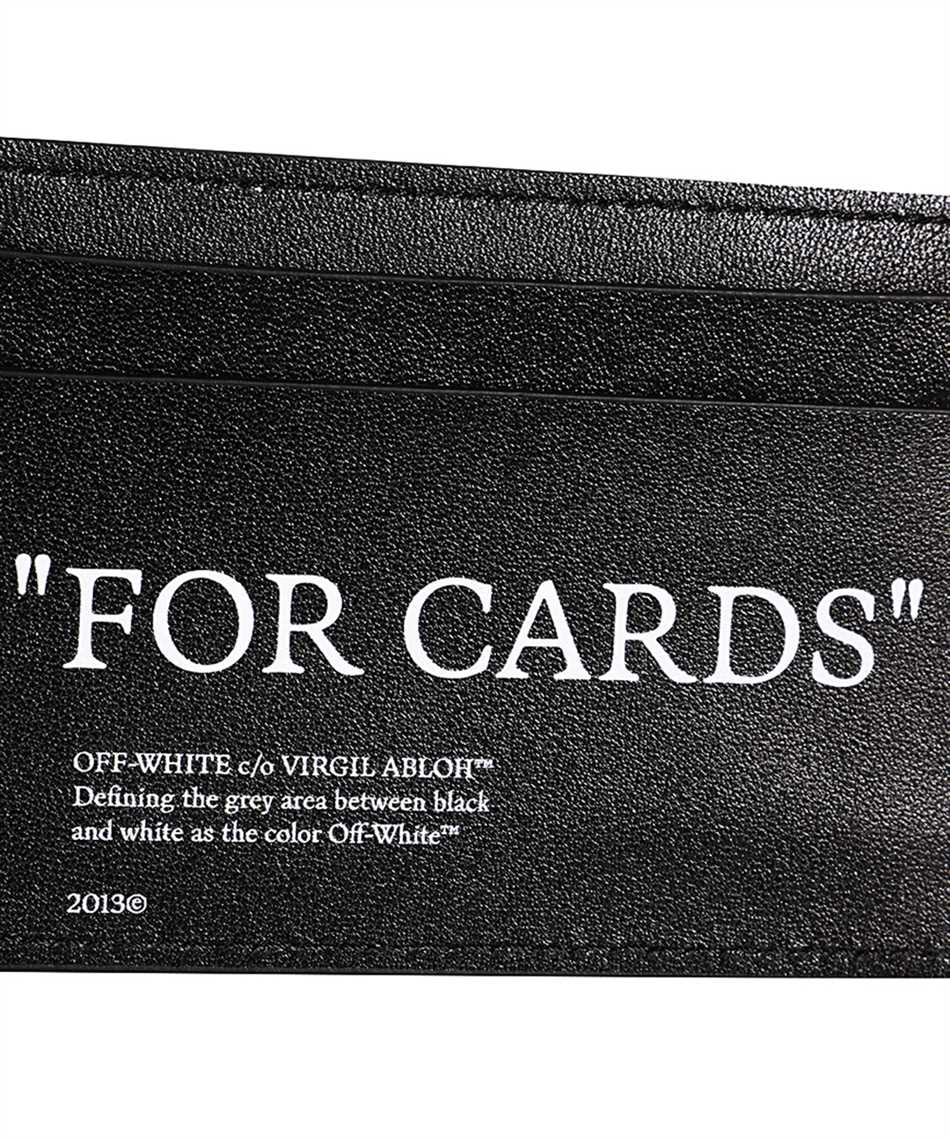 "FOR CARDS"
OFF-WHITE c/o VIRGIL ABLOH™
Defining the grey area between black
and white as the color Off-White™
2013©